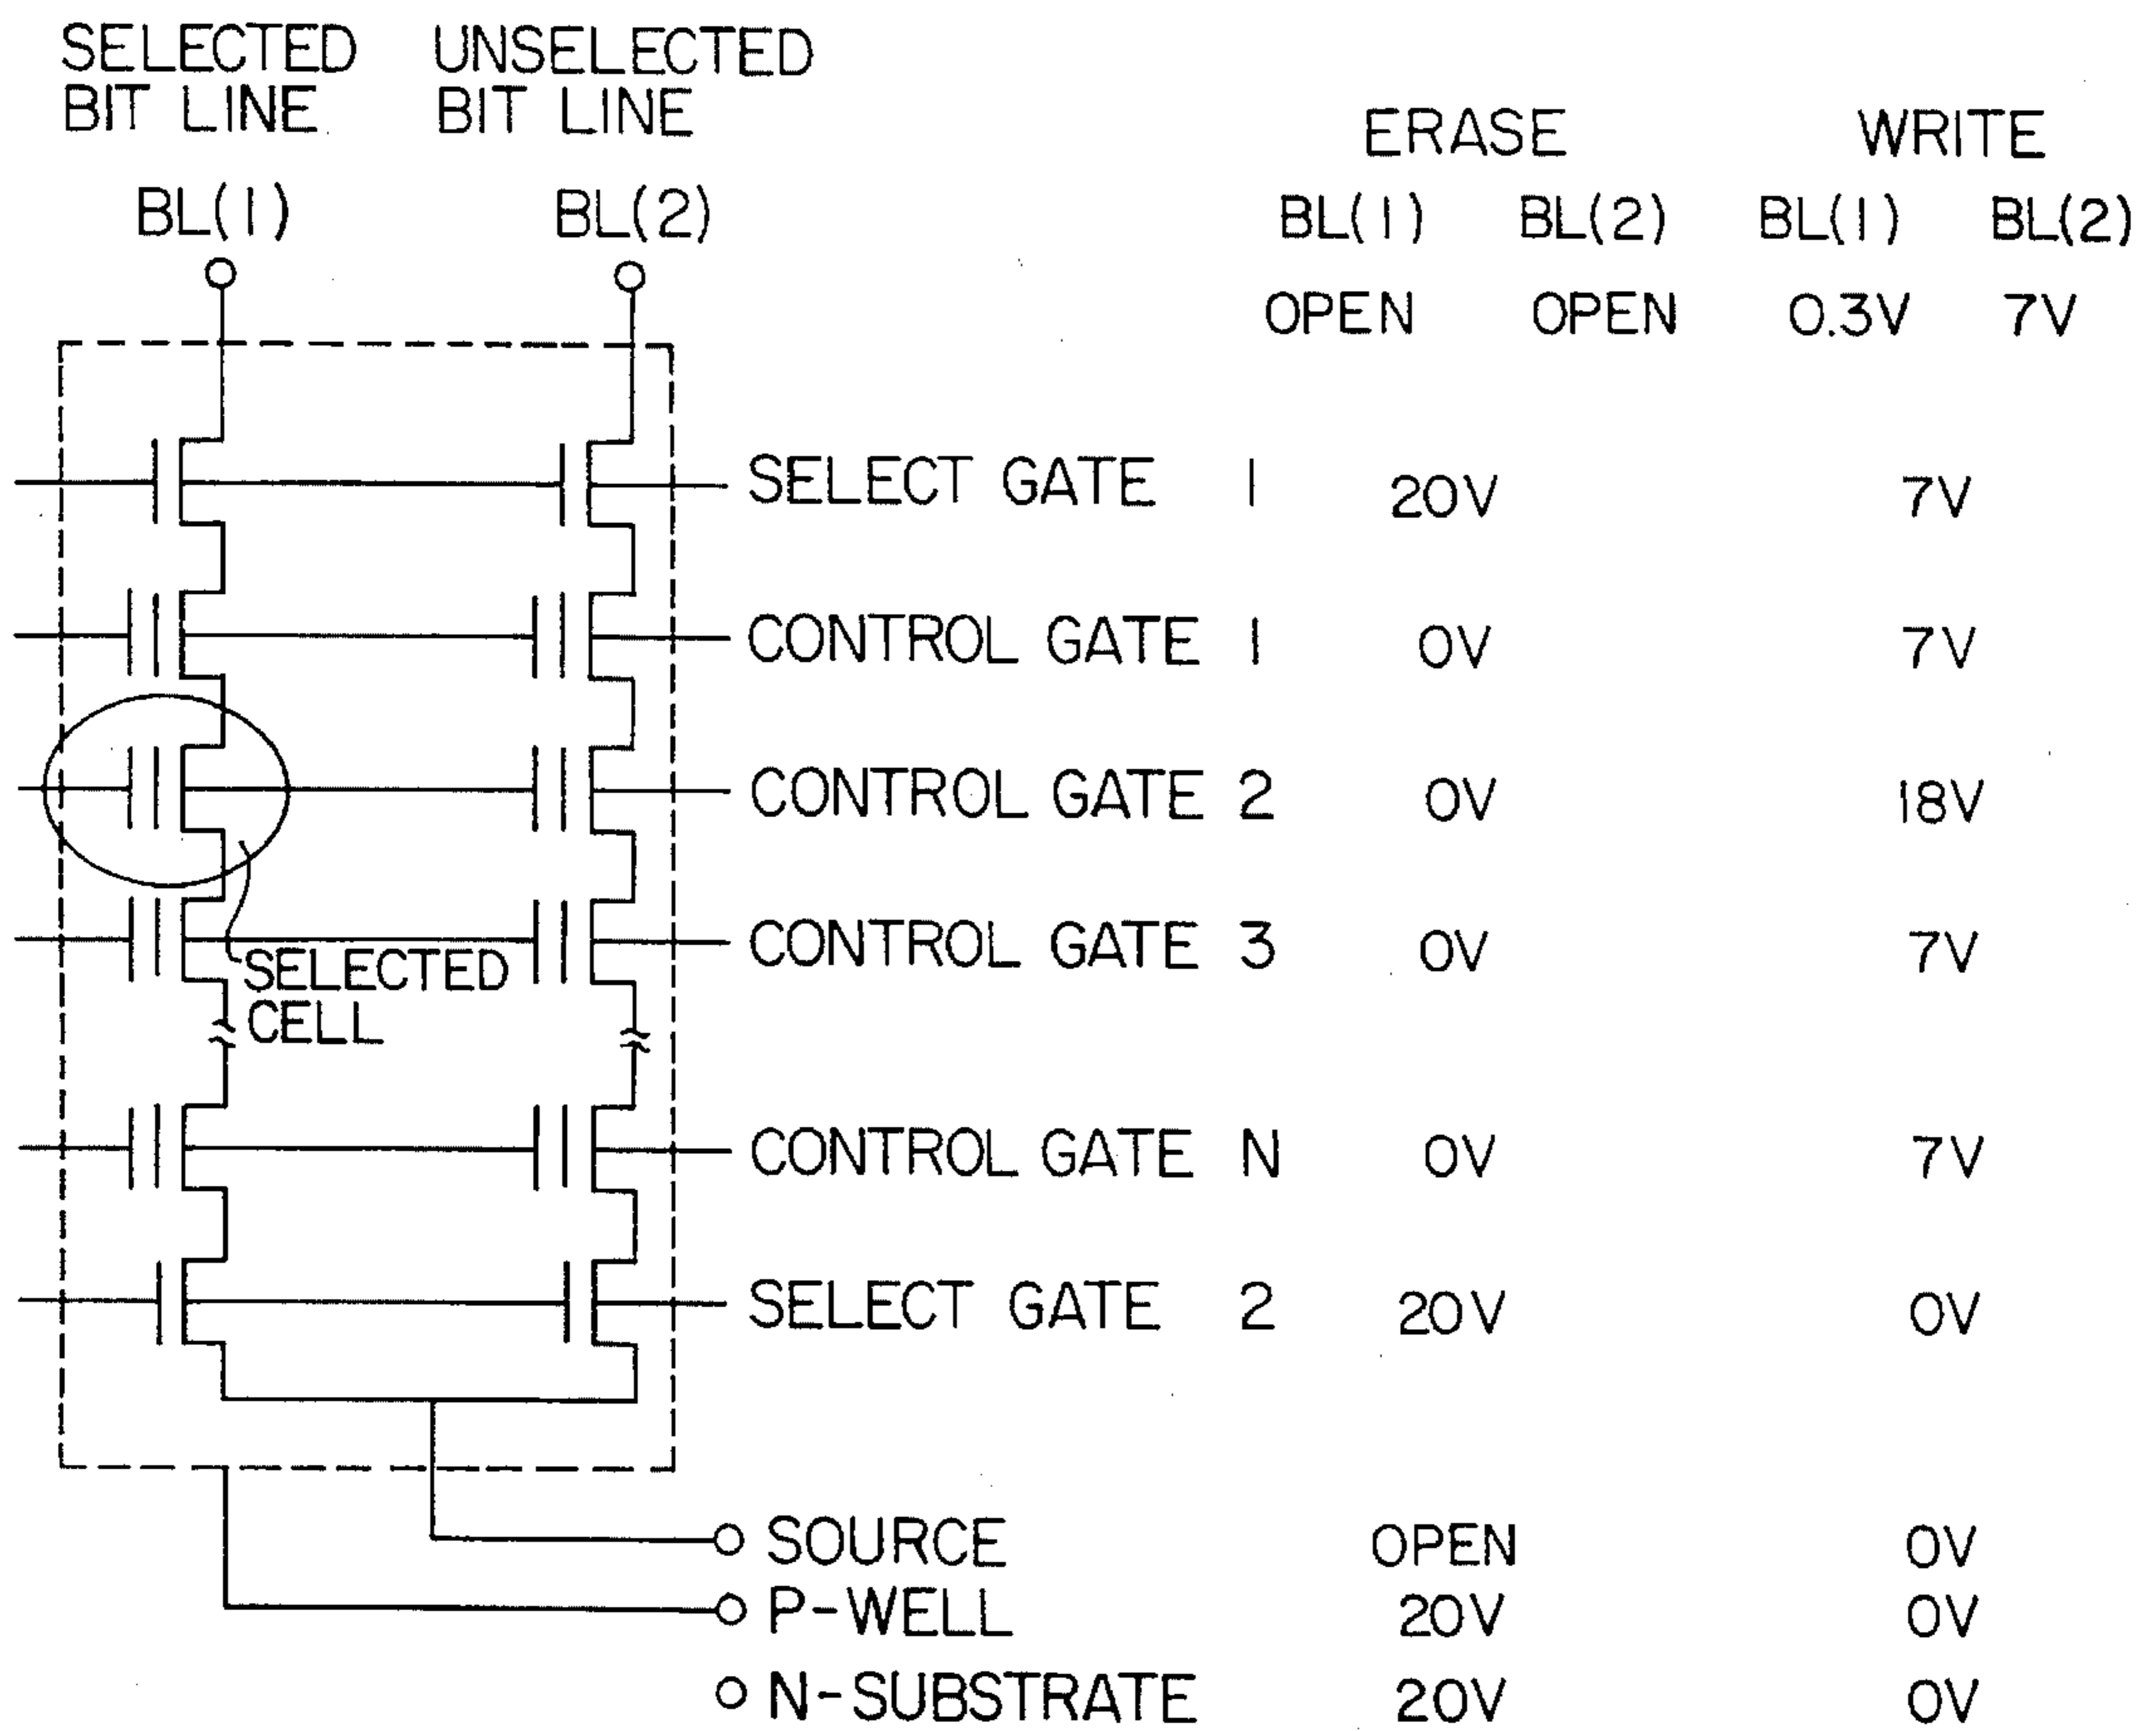 SELECTED BIT LINE
UNSELECTED BIT LINE
ERASE WRITE
BL(1) BL(2) BL(1) BL(2) BL(1) BL(2)
OPEN OPEN 0.3V 7V
SELECT GATE 1 20V 7V
CONTROL GATE 1 0V 7V
CONTROL GATE 2 0V 18V
CONTROL GATE 3 0V 7V
SELECTED
CELL
CONTROL GATE N 0V 7V
SELECT GATE 2 20V 0V
SOURCE OPEN 0V
P-WELL 20V 0V
N-SUBSTRATE 20V 0V